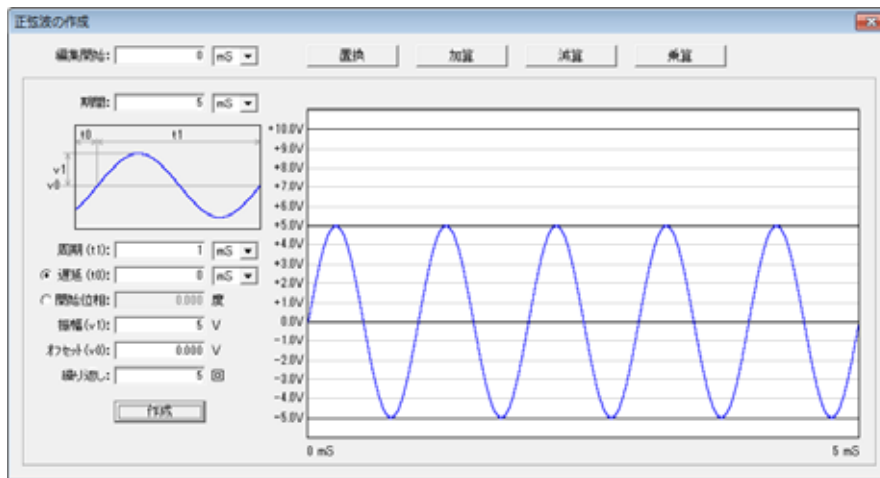 正弦波の作成
編集開始: 0 mS 置換 加算 減算 乗算
期間: 5 mS
t0 t1
v1
v0
周期(t1): 1 mS
遅延(t0): 0 mS
開始位相: 0.000 度
振幅(v1): 5 V
オフセット(v0): 0.000 V
繰り返し: 5 回
作成
+10.0V
+9.0V
+8.0V
+7.0V
+6.0V
+5.0V
+4.0V
+3.0V
+2.0V
+1.0V
0.0V
-1.0V
-2.0V
-3.0V
-4.0V
-5.0V
0 mS 5 mS